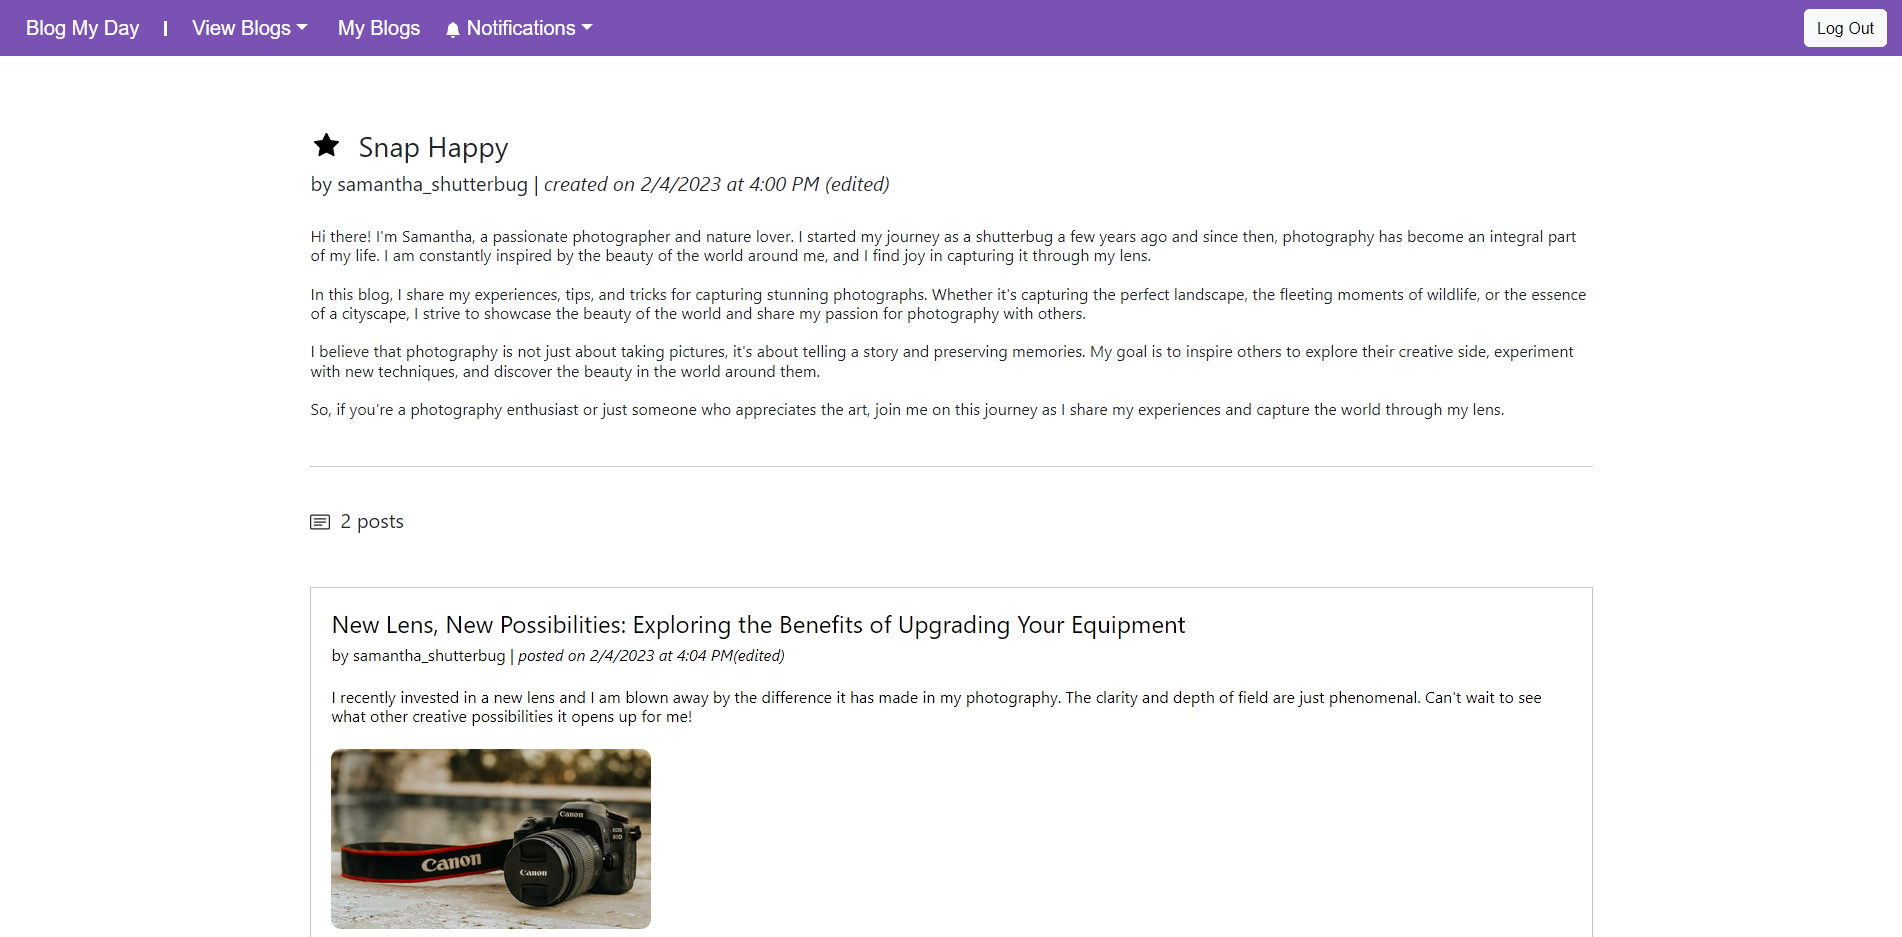 Blog My Day | View Blogs My Blogs Notifications Log Out
Snap Happy
by samantha_shutterbug | created on 2/4/2023 at 4:00 PM (edited)
Hi there! I'm Samantha, a passionate photographer and nature lover. I started my journey as a shutterbug a few years ago and since then, photography has become an integral part
of my life. I am constantly inspired by the beauty of the world around me, and I find joy in capturing it through my lens.
In this blog, I share my experiences, tips, and tricks for capturing stunning photographs. Whether it's capturing the perfect landscape, the fleeting moments of wildlife, or the essence
of a cityscape, I strive to showcase the beauty of the world and share my passion for photography with others.
I believe that photography is not just about taking pictures, it's about telling a story and preserving memories. My goal is to inspire others to explore their creative side, experiment
with new techniques, and discover the beauty in the world around them.
So, if you're a photography enthusiast or just someone who appreciates the art, join me on this journey as I share my experiences and capture the world through my lens.
2 posts
New Lens, New Possibilities: Exploring the Benefits of Upgrading Your Equipment
by samantha_shutterbug | posted on 2/4/2023 at 4:04 PM(edited)
I recently invested in a new lens and I am blown away by the difference it has made in my photography. The clarity and depth of field are just phenomenal. Can't wait to see
what other creative possibilities it opens up for me!
Canon
EOS
80D
Canon
Canon